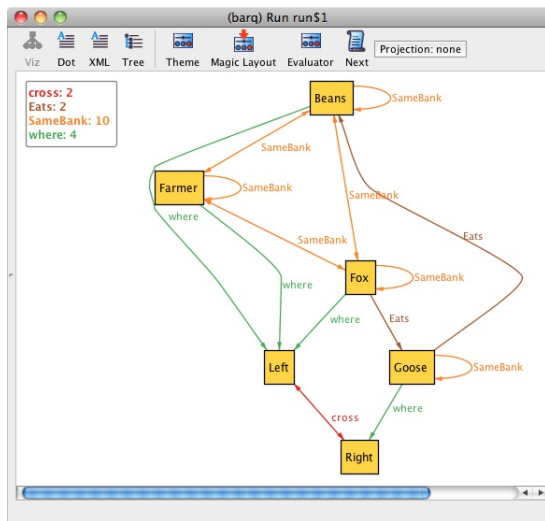 (barq) Run run$1
Viz Dot XML Tree Theme Magic Layout Evaluator Next Projection: none
cross: 2
Eats: 2
SameBank: 10
where: 4
Beans
SameBank
SameBank
Farmer
SameBank
SameBank
where
SameBank
Eats
Fox
SameBank
where
where
Eats
Left
Goose
SameBank
where
cross
Right